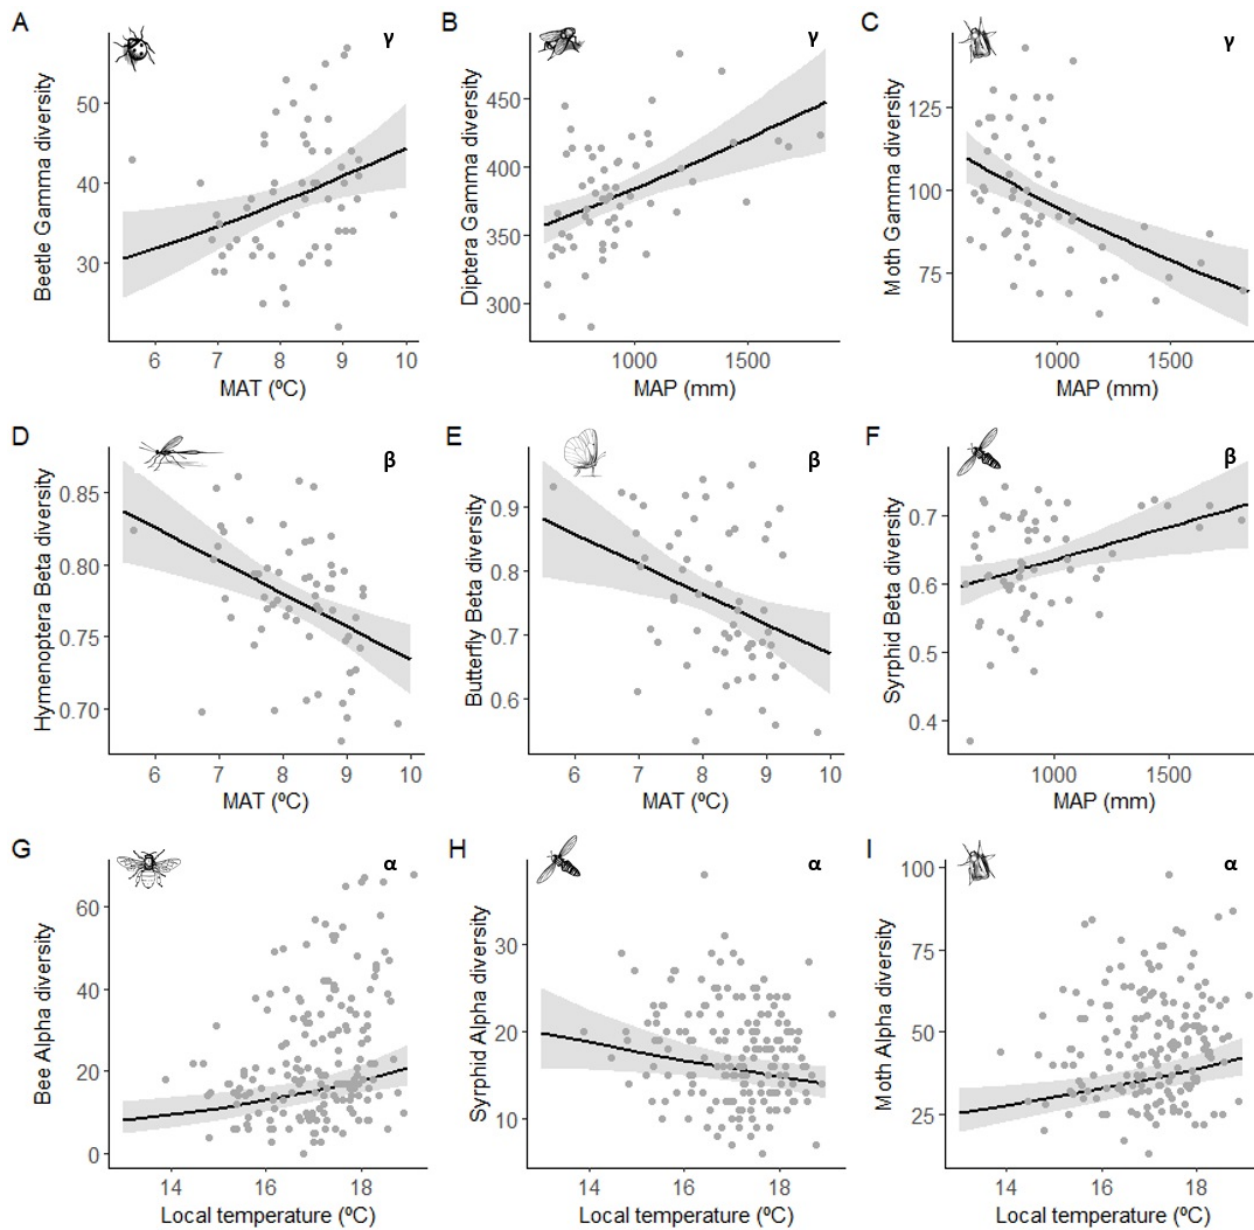 A
γ
Beetle Gamma diversity
50
40
30
6
7
8
9
10
MAT (ºC)
B
γ
Diptera Gamma diversity
450
400
350
300
1000
1500
MAP (mm)
C
γ
Moth Gamma diversity
125
100
75
1000
1500
MAP (mm)
D
β
Hymenoptera Beta diversity
0.85
0.80
0.75
0.70
6
7
8
9
10
MAT (ºC)
E
β
Butterfly Beta diversity
0.9
0.8
0.7
0.6
6
7
8
9
10
MAT (ºC)
F
β
Syrphid Beta diversity
0.7
0.6
0.5
0.4
1000
1500
MAP (mm)
G
α
Bee Alpha diversity
60
40
20
0
14
16
18
Local temperature (ºC)
H
α
Syrphid Alpha diversity
30
20
10
14
16
18
Local temperature (ºC)
I
α
Moth Alpha diversity
100
75
50
25
14
16
18
Local temperature (ºC)